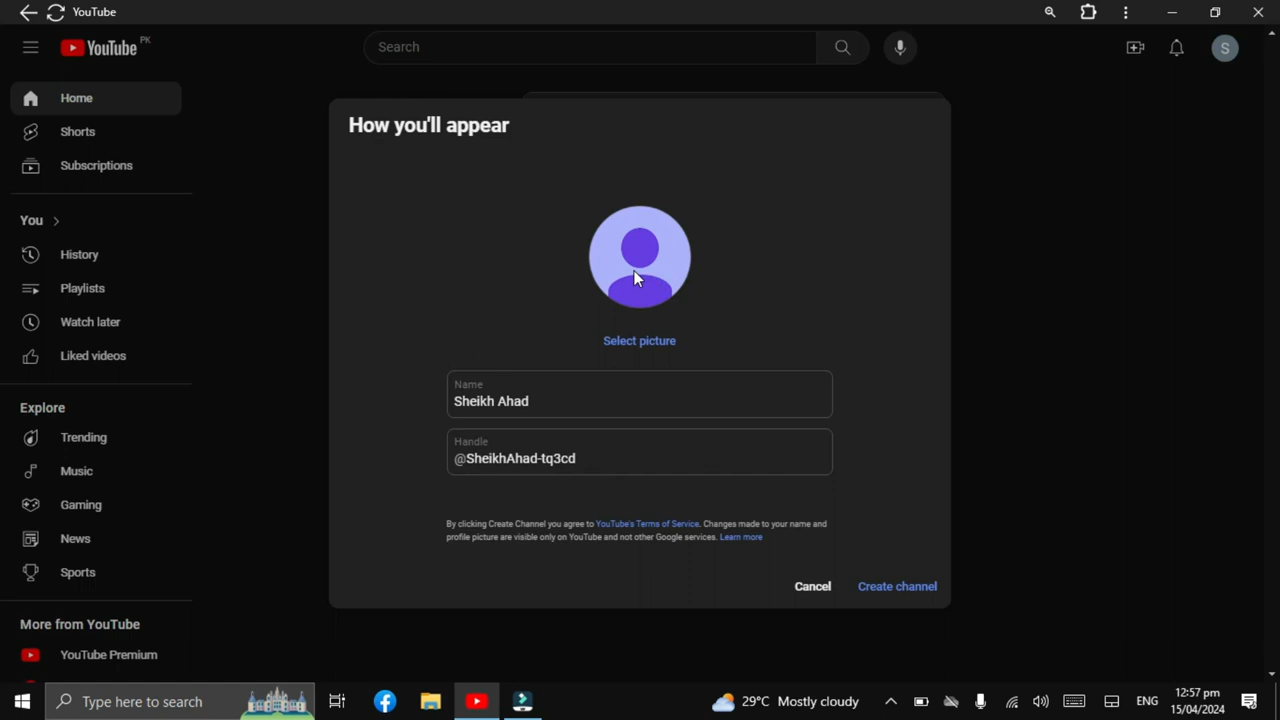 YouTube
YouTube PK
Search
S
Home
Shorts
Subscriptions
You
History
Playlists
Watch later
Liked videos
Explore
Trending
Music
Gaming
News
Sports
More from YouTube
YouTube Premium
How you'll appear
Select picture
Name
Sheikh Ahad
Handle
@SheikhAhad-tq3cd
By clicking Create Channel you agree to YouTube's Terms of Service. Changes made to your name and
profile picture are visible only on YouTube and not other Google services. Learn more
Cancel
Create channel
Type here to search
29°C Mostly cloudy
ENG
12:57 pm
15/04/2024